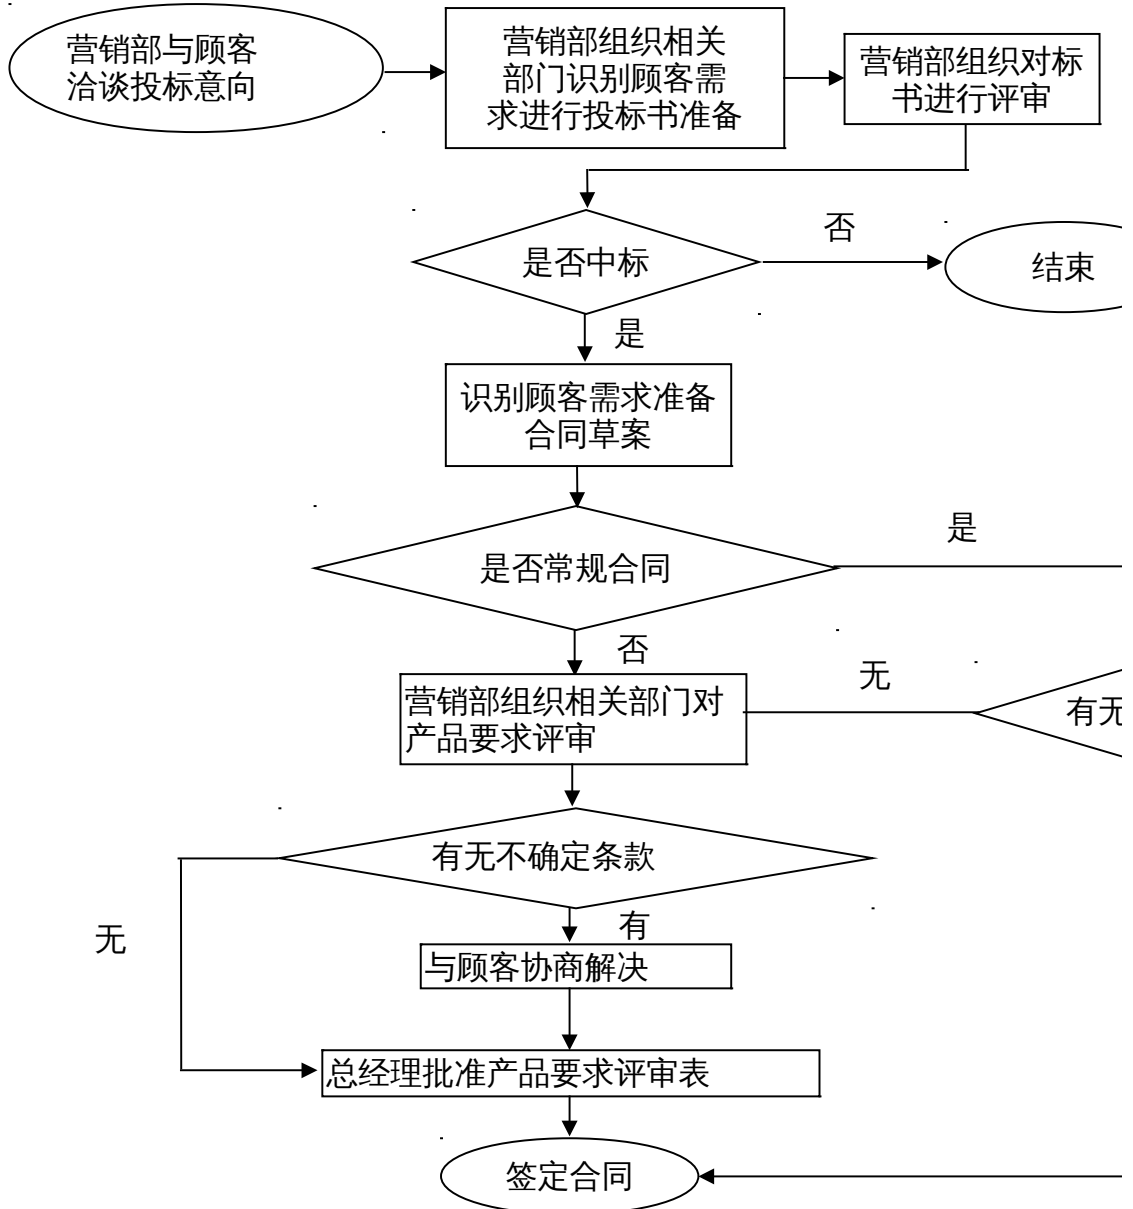 营销部与顾客
洽谈投标意向
营销部组织相关
部门识别顾客需
求进行投标书准备
营销部组织对标
书进行评审
是否中标
否
结束
是
识别顾客需求准备
合同草案
是否常规合同
是
否
营销部组织相关部门对
产品要求评审
无
有无
有无不确定条款
无
有
与顾客协商解决
总经理批准产品要求评审表
签定合同